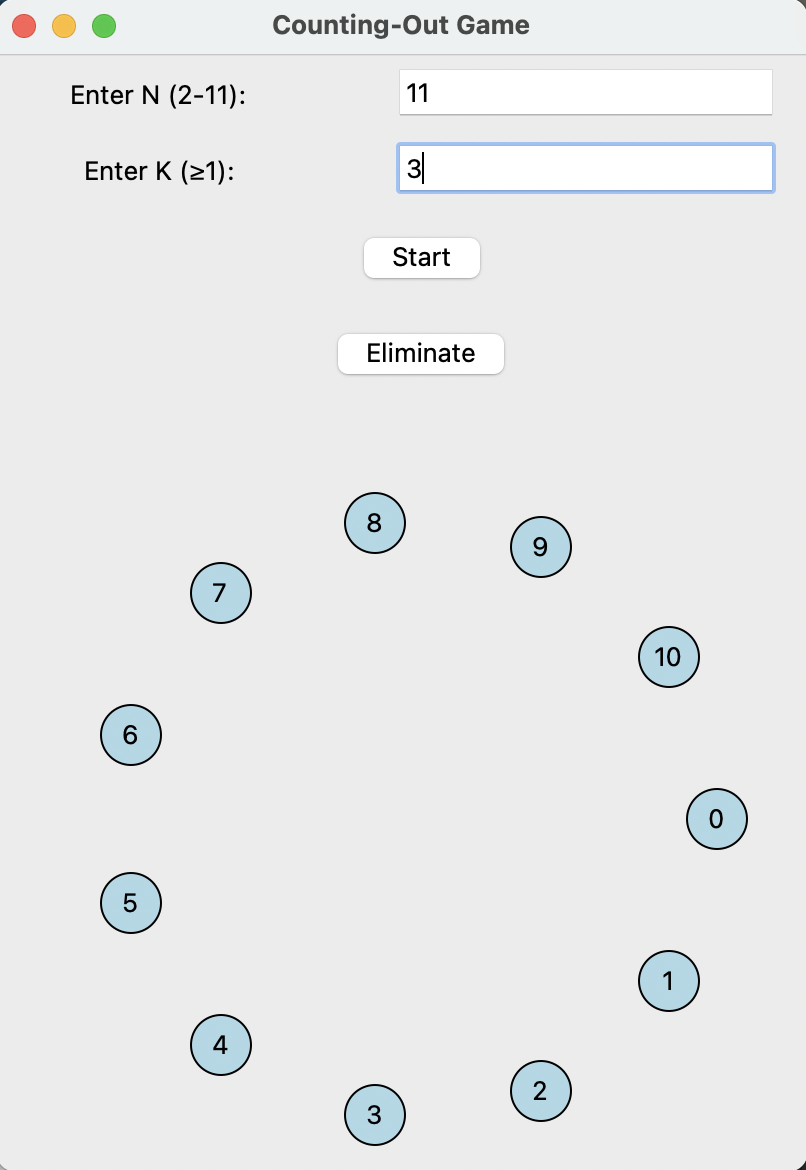 Counting-Out Game
Enter N (2-11):
11
Enter K (≥1):
3
Start
Eliminate
8
9
7
10
6
0
5
1
4
2
3